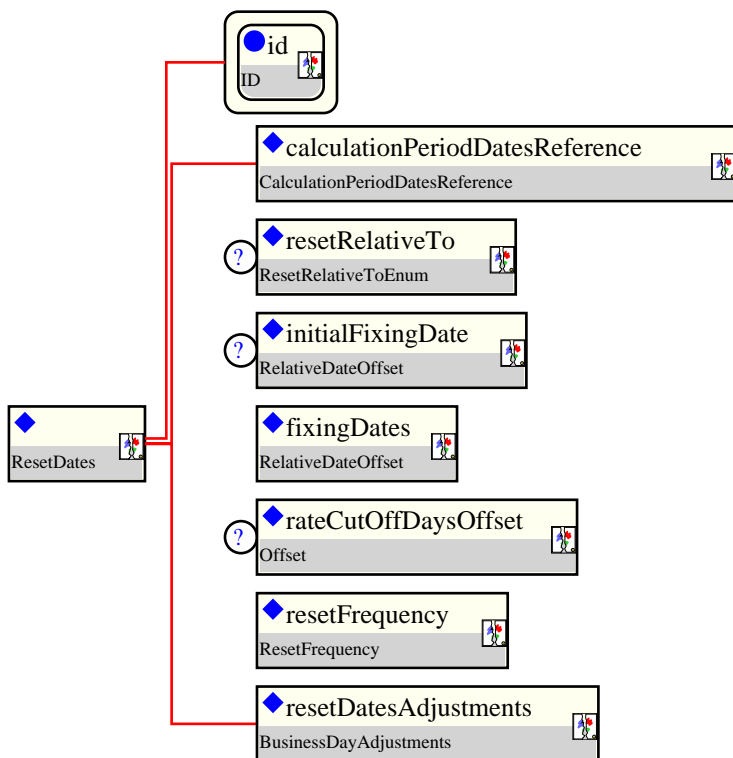 id
ID
calculationPeriodDatesReference
CalculationPeriodDatesReference
?
resetRelativeTo
ResetRelativeToEnum
?
initialFixingDate
RelativeDateOffset
ResetDates
fixingDates
RelativeDateOffset
?
rateCutOffDaysOffset
Offset
resetFrequency
ResetFrequency
resetDatesAdjustments
BusinessDayAdjustments